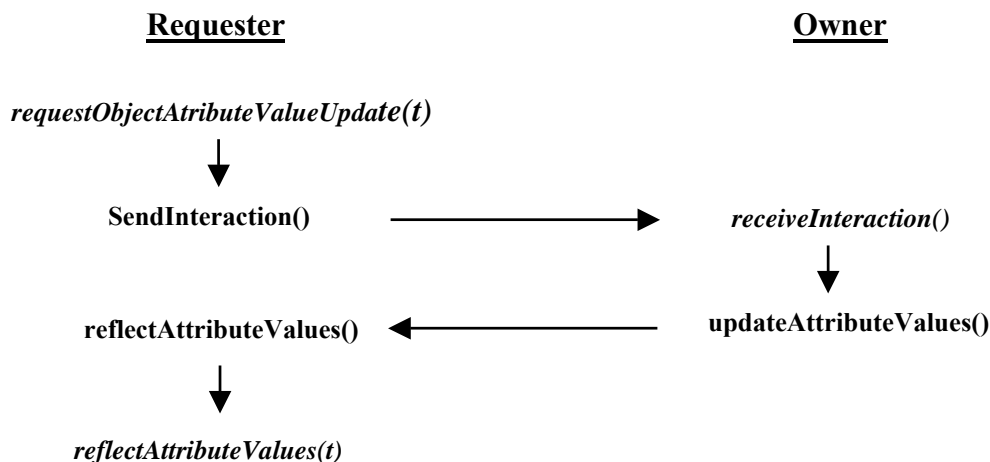 Requester Owner
requestObjectAtributeValueUpdate(t)
SendInteraction() receiveInteraction()
reflectAttributeValues() updateAttributeValues()
reflectAttributeValues(t)